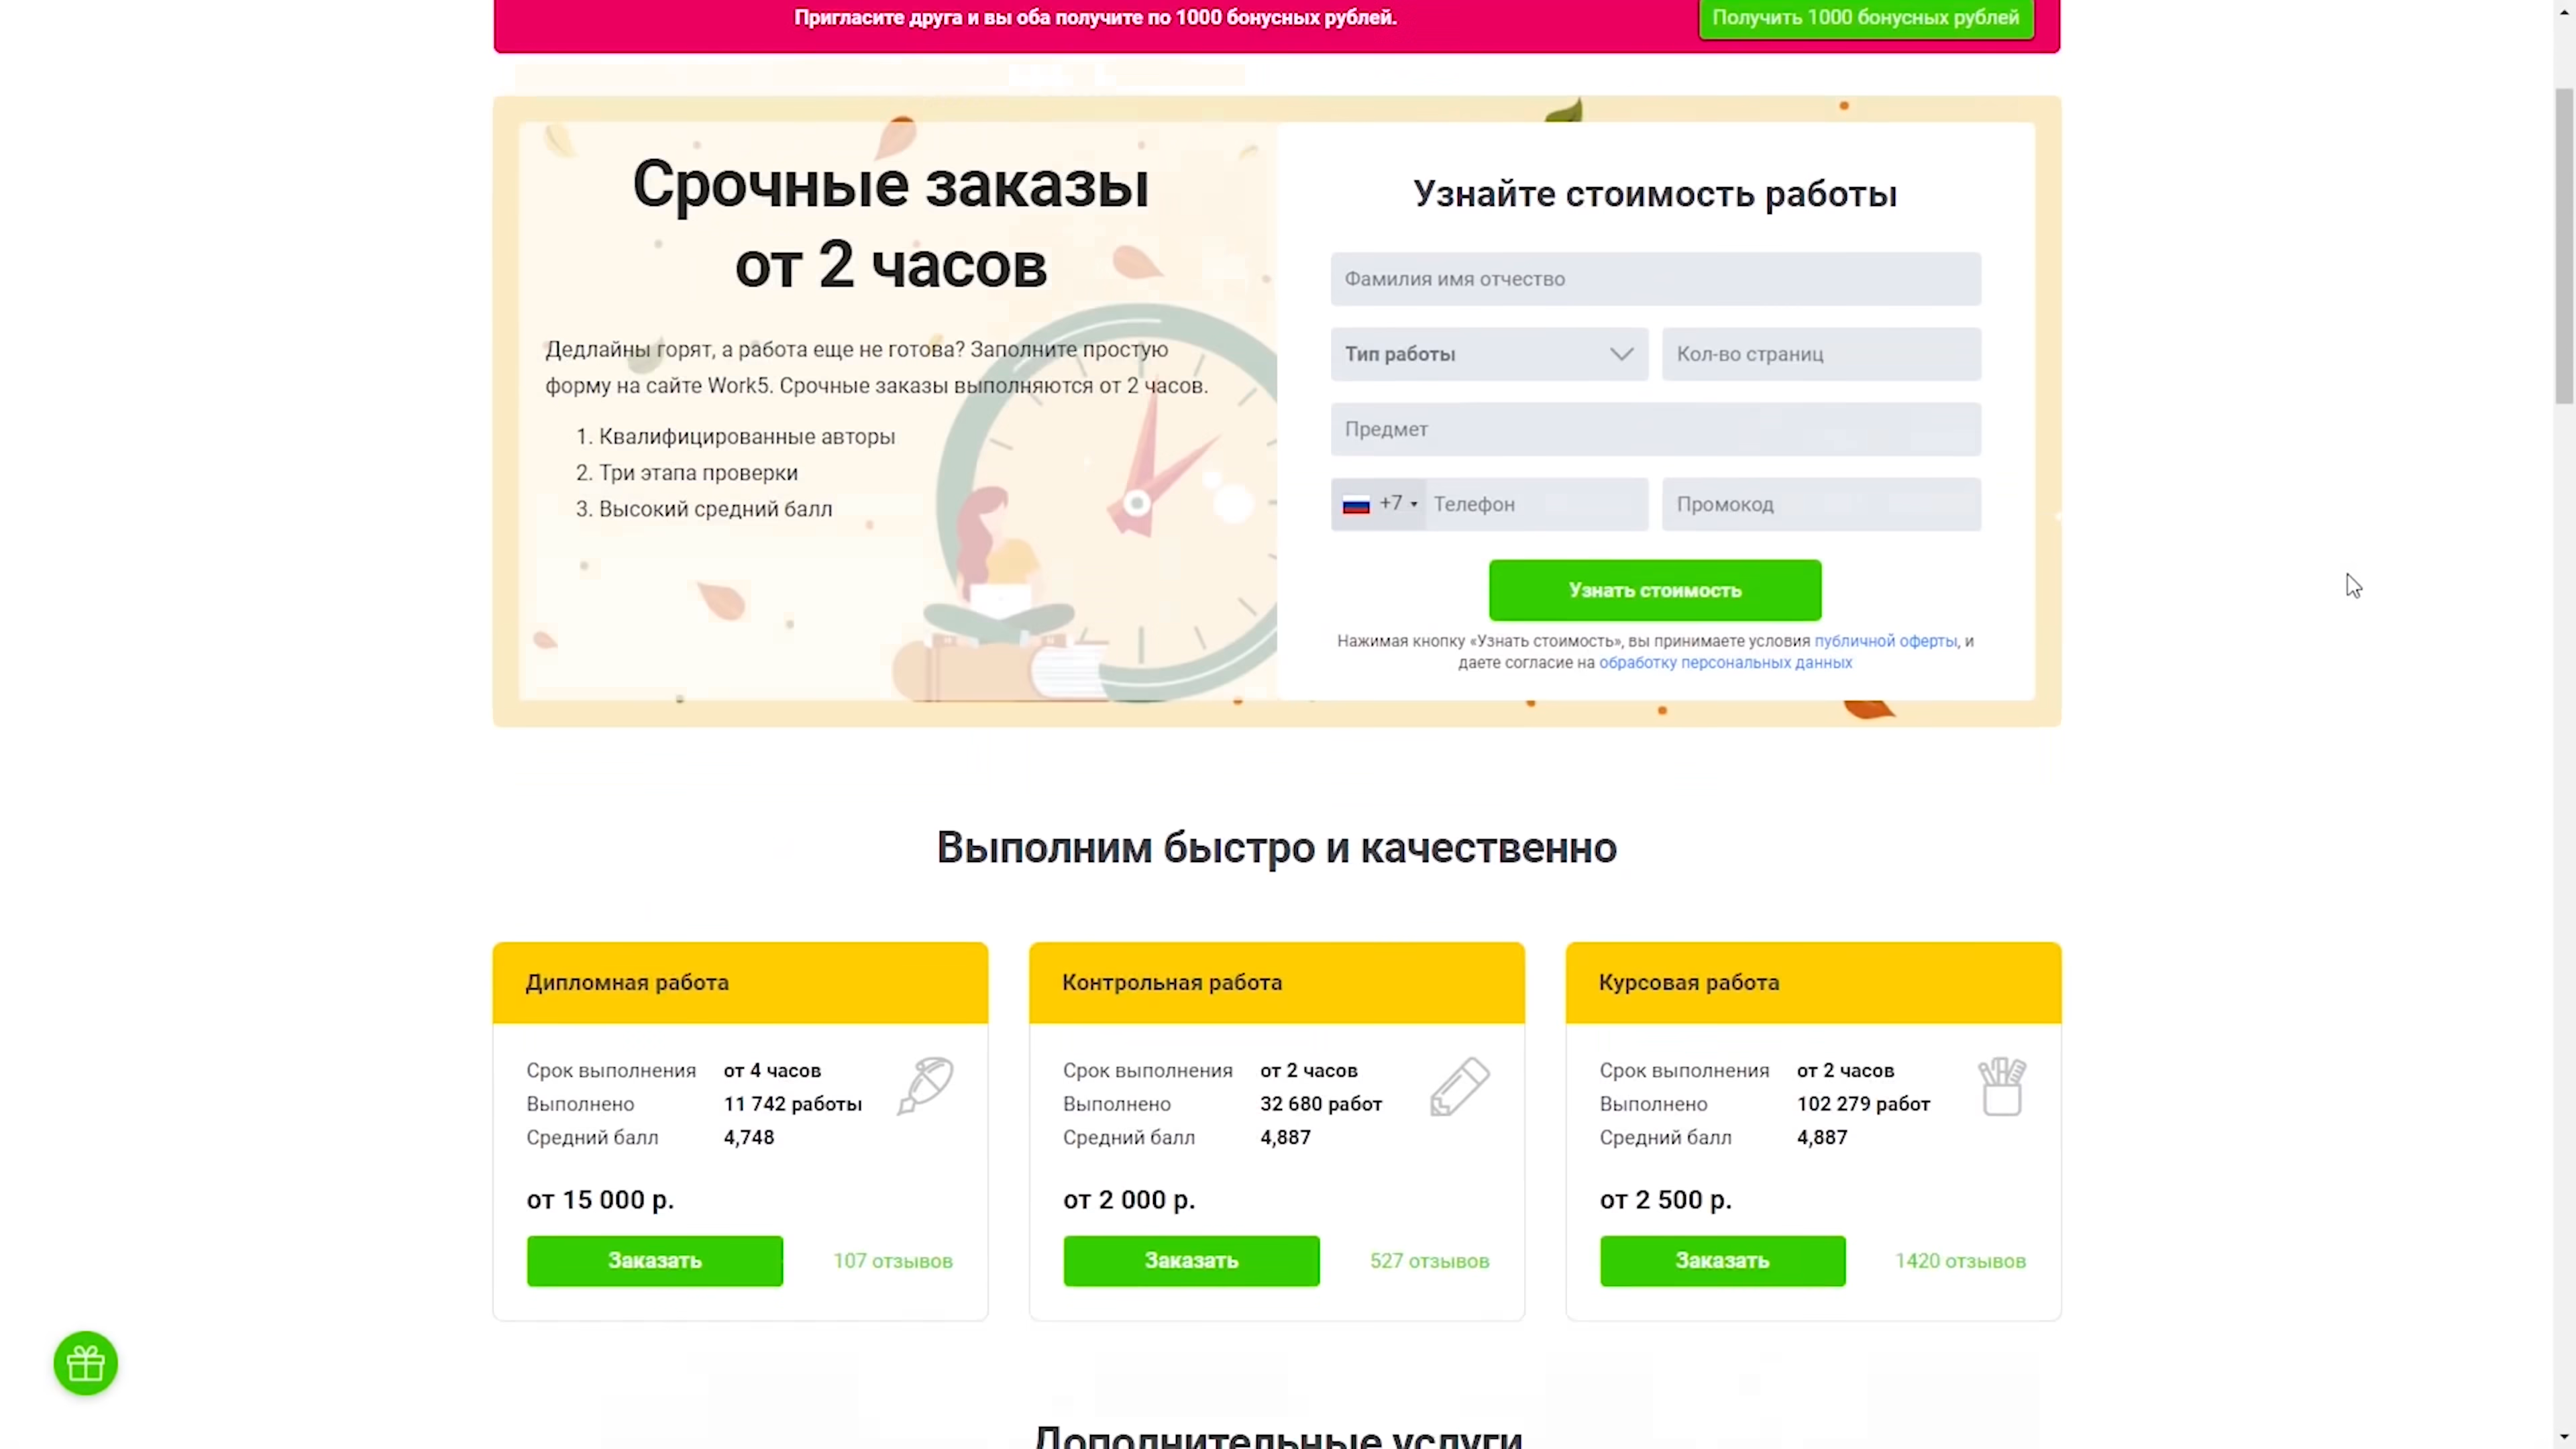 Пригласите друга и вы оба получите по 1000 бонусных рублей.
Получить 1000 бонусных рублей
Срочные заказы
от 2 часов
Дедлайны горят, а работа еще не готова? Заполните простую
форму на сайте Work5. Срочные заказы выполняются от 2 часов.
1. Квалифицированные авторы
2. Три этапа проверки
3. Высокий средний балл
Узнайте стоимость работы
Фамилия имя отчество
Тип работы
Кол-во страниц
Предмет
+7 Телефон
Промокод
Узнать стоимость
Нажимая кнопку «Узнать стоимость», вы принимаете условия публичной оферты, и
даете согласие на обработку персональных данных
Выполним быстро и качественно
Дипломная работа
Срок выполнения от 4 часов
Выполнено 11 742 работы
Средний балл 4,748
от 15 000 р.
Заказать 107 отзывов
Контрольная работа
Срок выполнения от 2 часов
Выполнено 32 680 работ
Средний балл 4,887
от 2 000 р.
Заказать 527 отзывов
Курсовая работа
Срок выполнения от 2 часов
Выполнено 102 279 работ
Средний балл 4,887
от 2 500 р.
Заказать 1420 отзывов
Дополнительные услуги